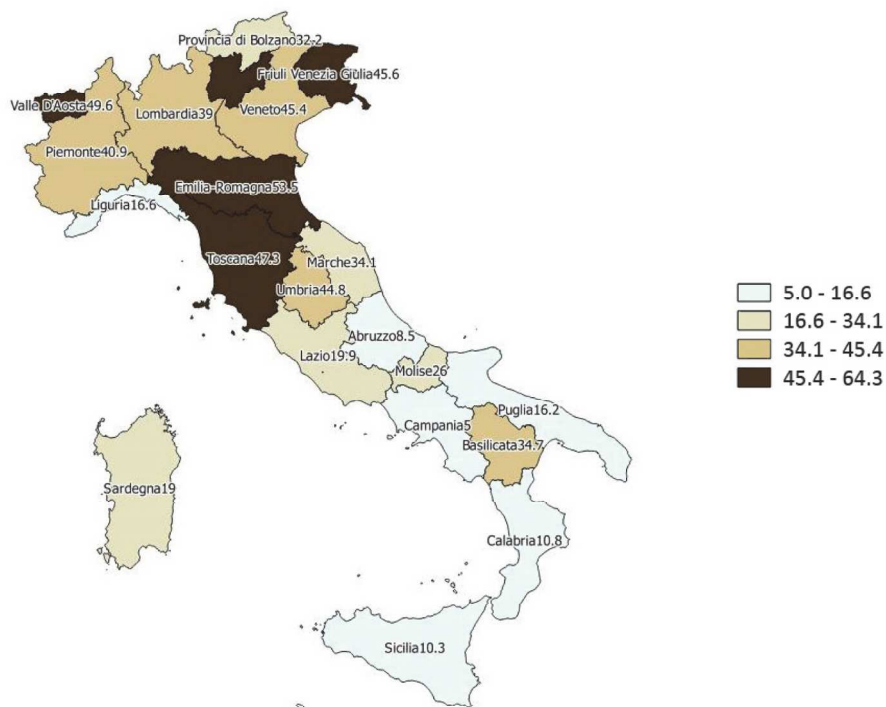 Provincia di Bolzano32.2
Friuli Venezia Giulia45.6
Valle D'Aosta49.6
Lombardia39
Veneto45.4
Piemonte40.9
Emilia-Romagna53.5
Liguria16.6
Toscana47.3
Marche34.1
Umbria44.8
Abruzzo8.5
Lazio19.9
Molise26
Puglia16.2
Campania5
Basilicata34.7
Sardegna19
Calabria10.8
Sicilia10.3
5.0 - 16.6
16.6 - 34.1
34.1 - 45.4
45.4 - 64.3